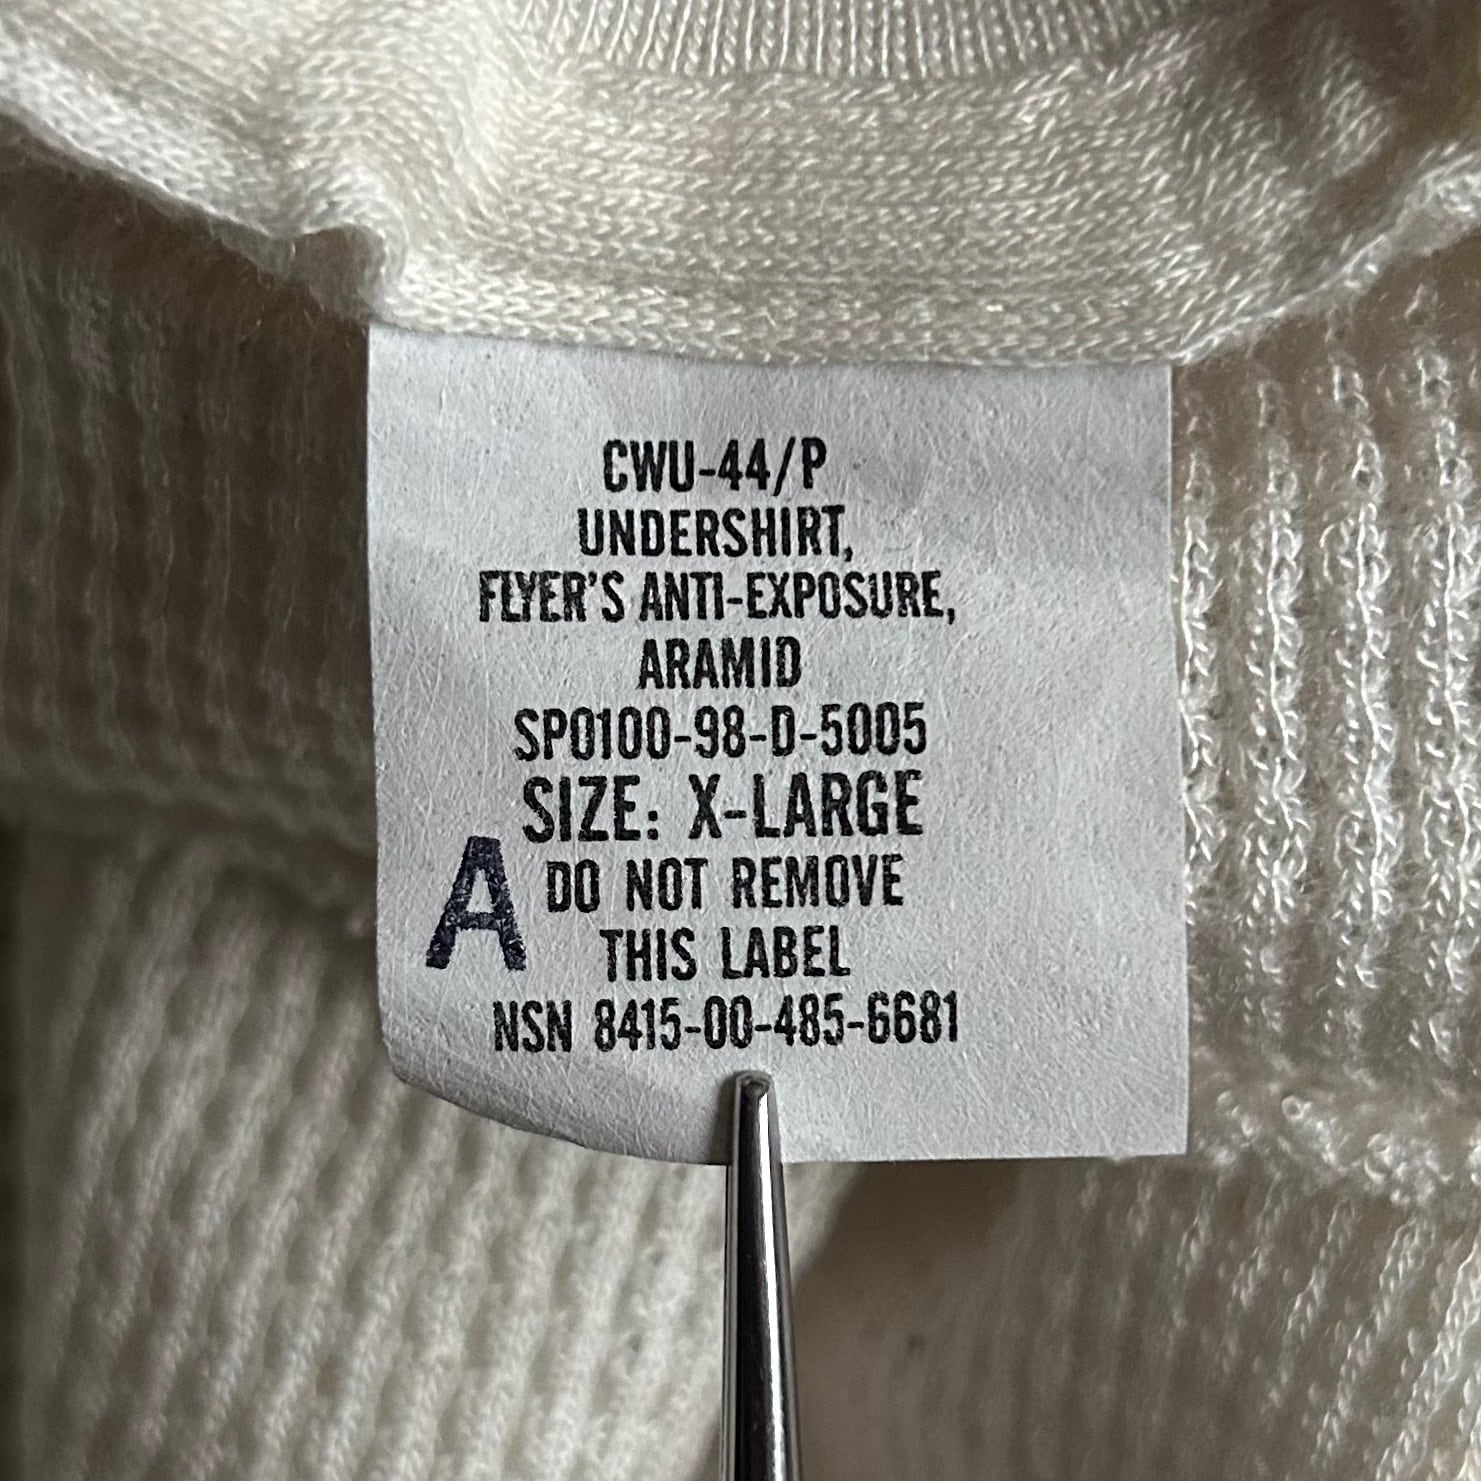 CWU-44/P
UNDERSHIRT,
FLYER'S ANTI-EXPOSURE,
ARAMID
SP0100-98-D-5005
SIZE: X-LARGE
A
DO NOT REMOVE
THIS LABEL
NSN 8415-00-485-6681